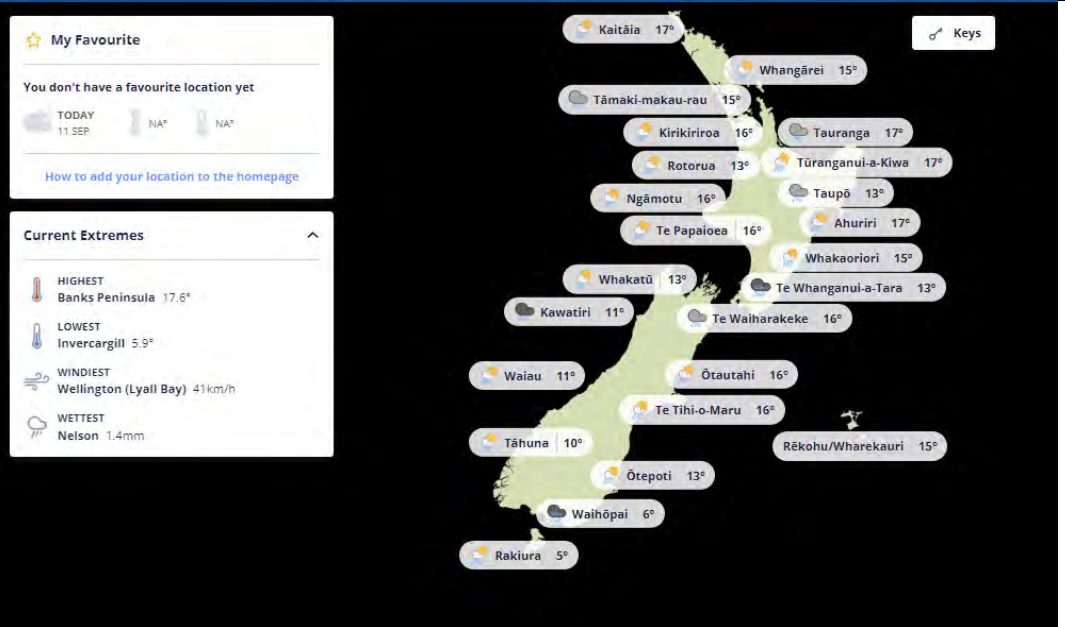 My Favourite
You don't have a favourite location yet
TODAY
11 SEP
NA°
NA°
How to add your location to the homepage
Current Extremes
HIGHEST
Banks Peninsula 17.6°
LOWEST
Invercargill 5.9°
WINDIEST
Wellington (Lyall Bay) 41km/h
WETTEST
Nelson 1.4mm
Keys
Kaitāia 17°
Whangārei 15°
Tāmaki-makau-rau 15°
Kirikiriroa 16°
Tauranga 17°
Rotorua 13°
Tūranganui-a-Kiwa 17°
Ngāmotu 16°
Taupō 13°
Ahuriri 17°
Te Papaioea 16°
Whakaoriori 15°
Whakatū 13°
Te Whanganui-a-Tara 13°
Kawatiri 11°
Te Waiharakeke 16°
Waiau 11°
Ōtautahi 16°
Te Tihi-o-Maru 16°
Tāhuna 10°
Rēkohu/Wharekauri 15°
Ōtepoti 13°
Waihōpai 6°
Rakiura 5°